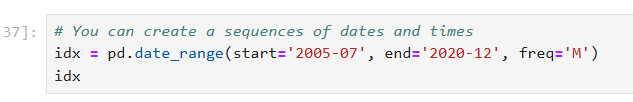 37]: # You can create a sequences of dates and times
idx = pd.date_range(start='2005-07', end='2020-12', freq='M')
idx